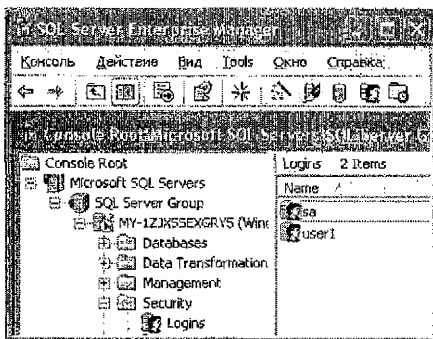 SQL Server Enterprise Manager
Консоль Действие Вид Tools Окно Справка
Console Root\Microsoft SQL Servers\SQL Server G
Console Root
Microsoft SQL Servers
SQL Server Group
MY-1ZJXSSEXGRYS (Wind
Databases
Data Transformation
Management
Security
Logins
Logins 2 Items
Name
sa
user1